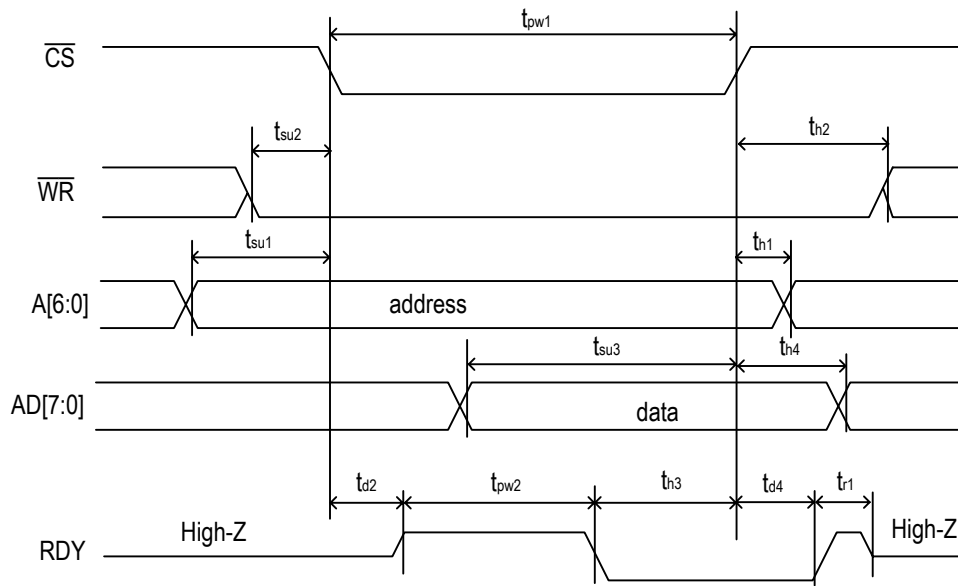 tpw1
CS
tsu2
th2
WR
tsu1
th1
A[6:0]
address
tsu3
th4
AD[7:0]
data
td2
tpw2
th3
td4
tr1
High-Z
High-Z
RDY